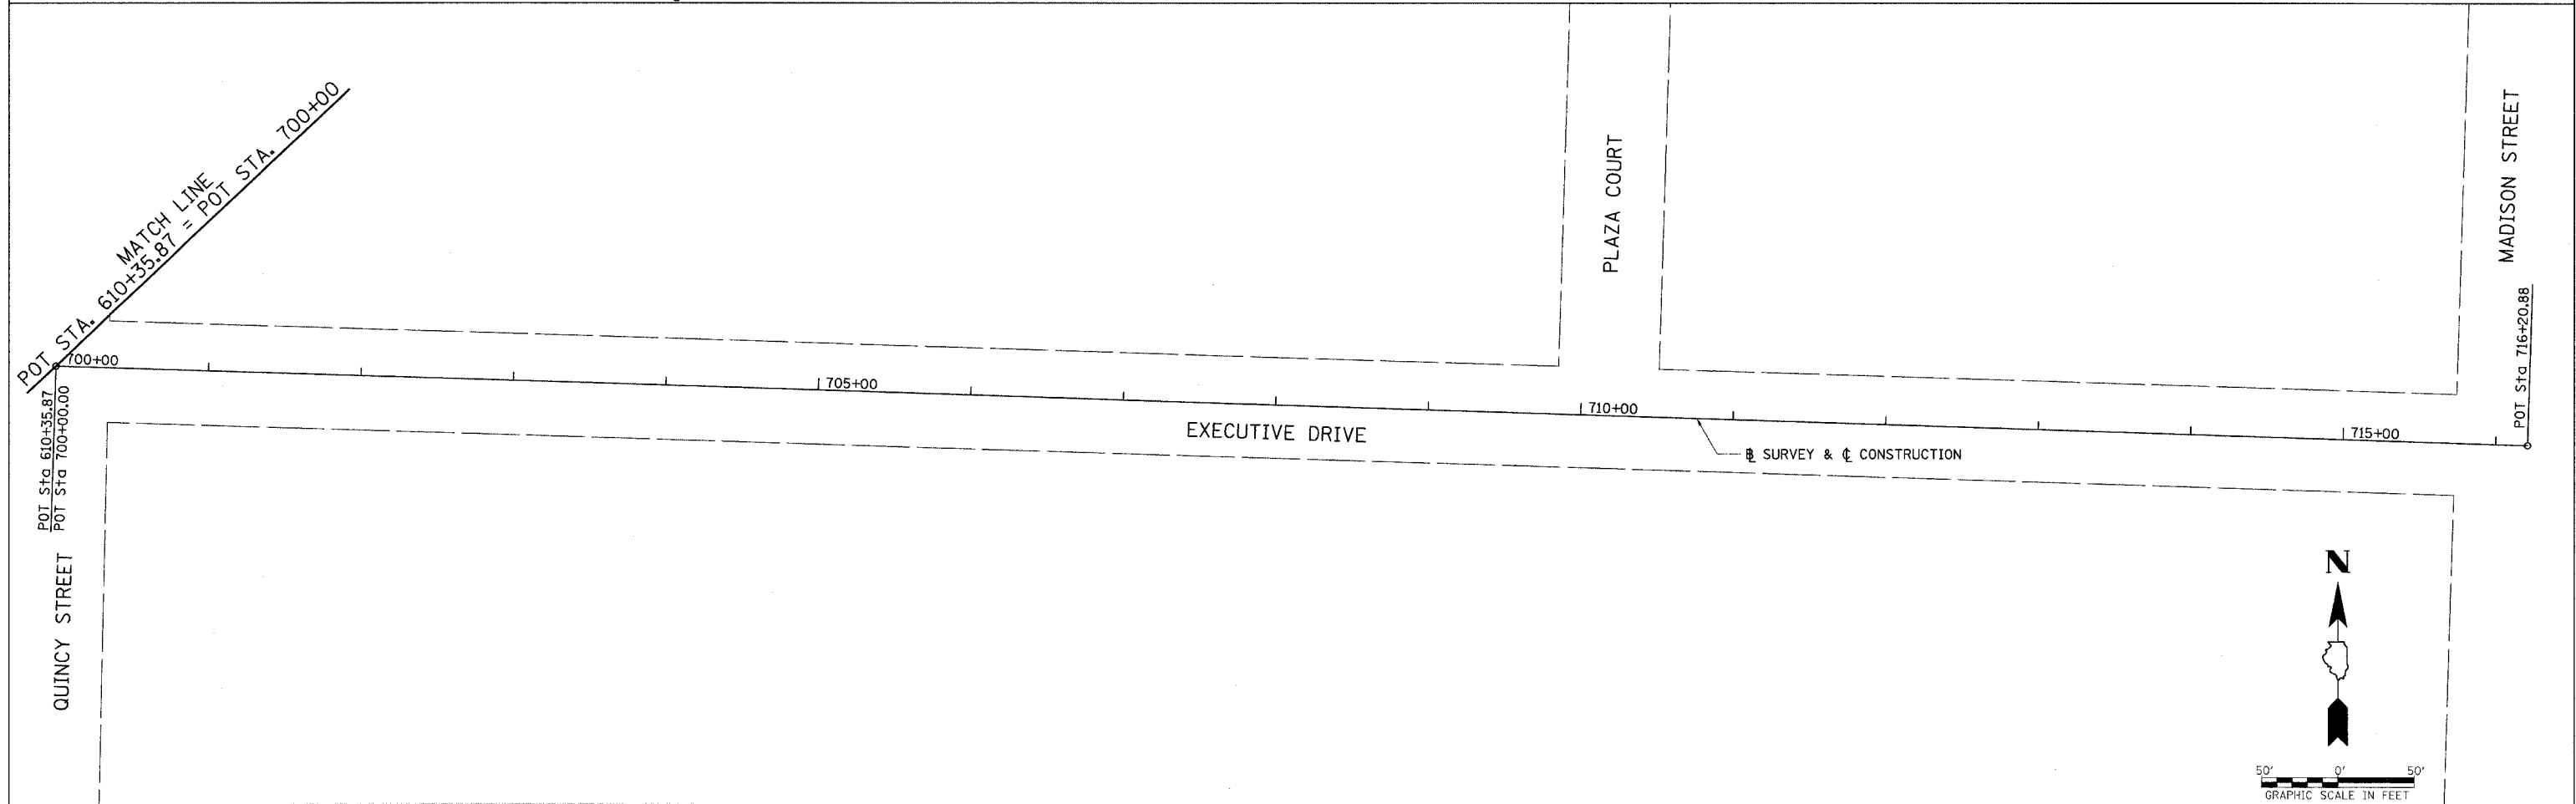 MATCH LINE
POT STA. 610+35.87 = POT STA. 700+00
POT Sta 610+35.87
POT Sta 700+00.00
QUINCY STREET
700+00
705+00
EXECUTIVE DRIVE
710+00
PLAZA COURT
℄ CONSTRUCTION
SURVEY &
715+00
MADISON STREET
POT Sta 716+20.88
N
50' 0' 50'
GRAPHIC SCALE IN FEET